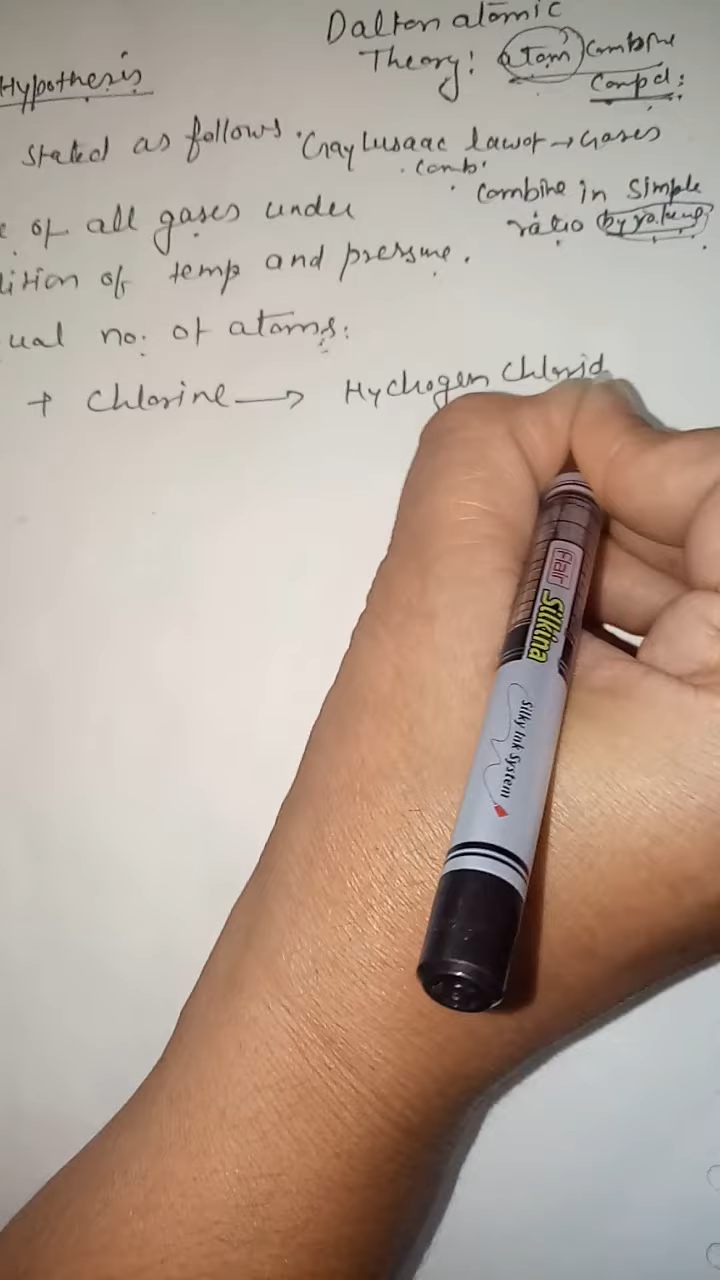 Dalton atomic
Theory: atom combine
Compd:
Hypothesis
Stated as follows.
Gay Lusaac law of → Gases
Comb.
combine in simple
ratio by volume
of all gases under
dition of temp and pressure.
ual no. of atoms.
+ Chlorine → Hydrogen Chlorid
Flair Silkina
Silky Ink System